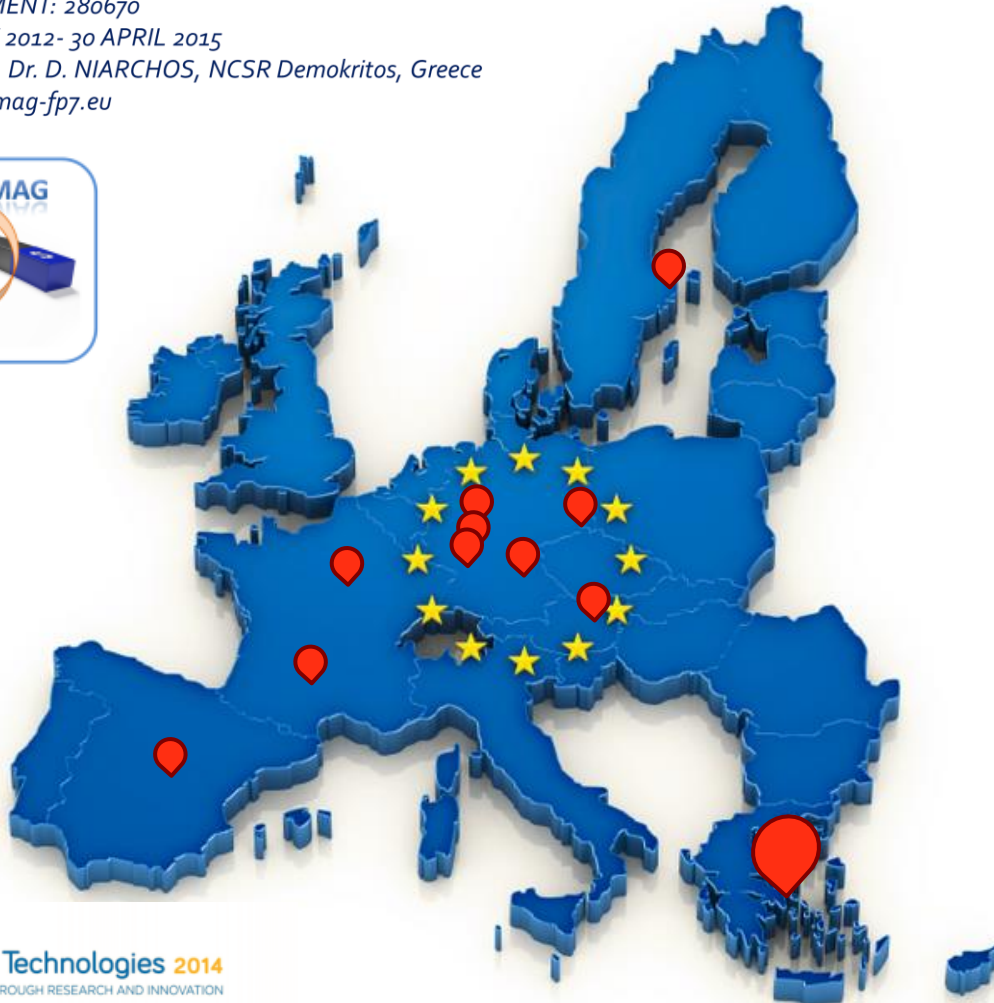 MENT: 280670
2012- 30 APRIL 2015
Dr. D. NIARCHOS, NCSR Demokritos, Greece
mag-fp7.eu
MAG
Technologies 2014
ROUGH RESEARCH AND INNOVATION